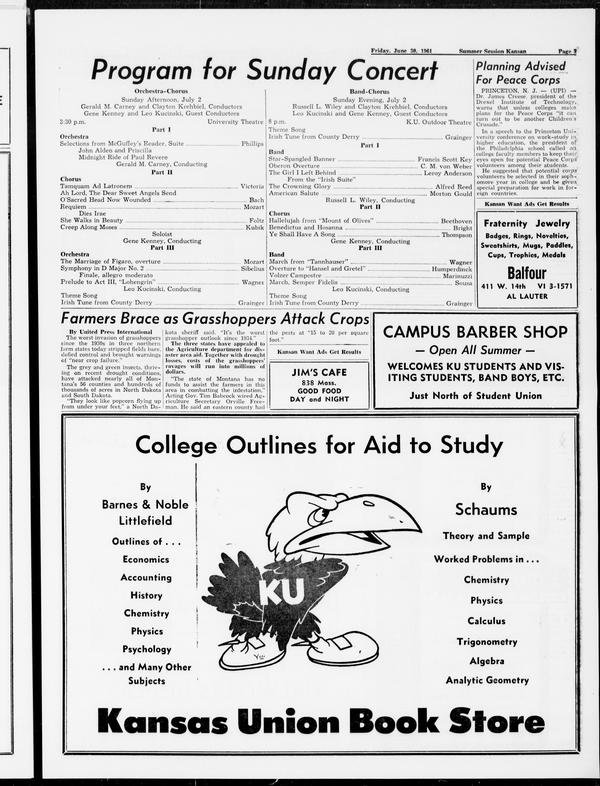 Friday, June 30, 1961 Summer Session Kansan Page
Program for Sunday Concert
Orchestra-Chorus
Sunday Afternoon, July 2
Gerald M. Carney and Clayton Krehbiel, Conductors
Gene Kenney and Leo Kucinski, Guest Conductors
3:30 p.m. University Theatre
Part I
Orchestra
Selections from McGuffey's Reader, Suite Phillips
John Alden and Priscilla
Midnight Ride of Paul Revere
Gerald M. Carney, Conducting
Part II
Chorus
Tamquam Ad Latronem Victoria
Ah Lord, The Dear Sweet Angels Send
O'Sacred Head Now Wounded Bach
Requiem Mozart
Dies Irae
She Walks in Beauty Foltz
Creep Along Moses Kubik
Soloist
Gene Kenney, Conducting
Part III
Orchestra
The Marriage of Figaro, overture Mozart
Symphony in D Major No. 2 Sibelius
Finale, allegro moderato
Prelude to Act III, "Lohengrin" Wagner
Leo Kucinski, Conducting
Theme Song
Irish Tune from County Derry Grainger
Band-Chorus
Sunday Evening, July 2
Russell L. Wiley and Clayton Krehbiel, Conductors
Leo Kucinski and Gene Kenney, Guest Conductors
8 p.m. K.U. Outdoor Theatre
Theme Song
Irish Tune from County Derry Grainger
Part I
Band
Star-Spangled Banner Francis Scott Key
Oberon Overture C. M. von Weber
The Girl I Left Behind Leroy Anderson
From the "Irish Suite"
The Crowning Glory Alfred Reed
American Salute Morton Gould
Russell L. Wiley, Conducting
Part II
Chorus
Hallelujah from "Mount of Olives" Beethoven
Benedictus et Hosanna Bright
Ye Shall Have A Song Thompson
Gene Kenney, Conducting
Part III
Band
March from "Tannhauser" Wagner
Overture to "Hansel and Gretel" Humperdinck
Volzer Campestre Marinuzzi
March, Semper Fidelis Sousa
Leo Kucinski, Conducting
Theme Song
Irish Tune from County Derry Grainger
Planning Advised
For Peace Corps
PRINCETON, N. J. — (UPI) —
Dr. James Creese, president of the
Drexel Institute of Technology,
warns that unless colleges make
plans for the Peace Corps "it can
turn out to be another Children's
Crusade."
In a speech to the Princeton Uni-
versity conference on work-study in
higher education, the president of
the Philadelphia school called on
college faculty members to keep their
eyes open for potential Peace Corps
volunteers among their students.
He suggested that potential corps
volunteers be selected in their soph-
omore year in college and be given
special preparation for work in for-
eign countries.
Kansan Want Ads Get Results
Fraternity Jewelry
Badges, Rings, Novelties,
Sweatshirts, Mugs, Paddles,
Cups, Trophies, Medals
Balfour
411 W. 14th VI 3-1571
AL LAUTER
Farmers Brace as Grasshoppers Attack Crops
By United Press International
The worst invasion of grasshoppers
since the 1930s in three northern
farm states today stripped fields bare,
defied control and brought warnings
of "near crop failure."
The grey and green insects, thriv-
ing on recent drought conditions,
have attacked nearly all of Mon-
tana's 56 counties and hundreds of
thousands of acres in North Dakota
and South Dakota.
"They look like popcorn flying up
from under your feet," a North Da-
kota sheriff said. "It's the worst
grasshopper outlook since 1934."
The three states have appealed to
the Agriculture department for dis-
aster area aid. Together with drought
losses, costs of the grasshoppers'
ravages will run into millions of
dollars.
"The state of Montana has no
funds to assist the farmers in this
area in combatting the infestation,"
Acting Gov. Tim Babcock wired Ag-
riculture Secretary Orville Free-
man. He said an eastern county had
the pests at "15 to 20 per square
foot."
Kansan Want Ads Get Results
JIM'S CAFE
838 Mass.
GOOD FOOD
DAY and NIGHT
CAMPUS BARBER SHOP
— Open All Summer —
WELCOMES KU STUDENTS AND VIS-
ITING STUDENTS, BAND BOYS, ETC.
Just North of Student Union
College Outlines for Aid to Study
By
Barnes & Noble
Littlefield
Outlines of . . .
Economics
Accounting
History
Chemistry
Physics
Psychology
. . . and Many Other
Subjects
KU
By
Schaums
Theory and Sample
Worked Problems in . . .
Chemistry
Physics
Calculus
Trigonometry
Algebra
Analytic Geometry
Kansas Union Book Store